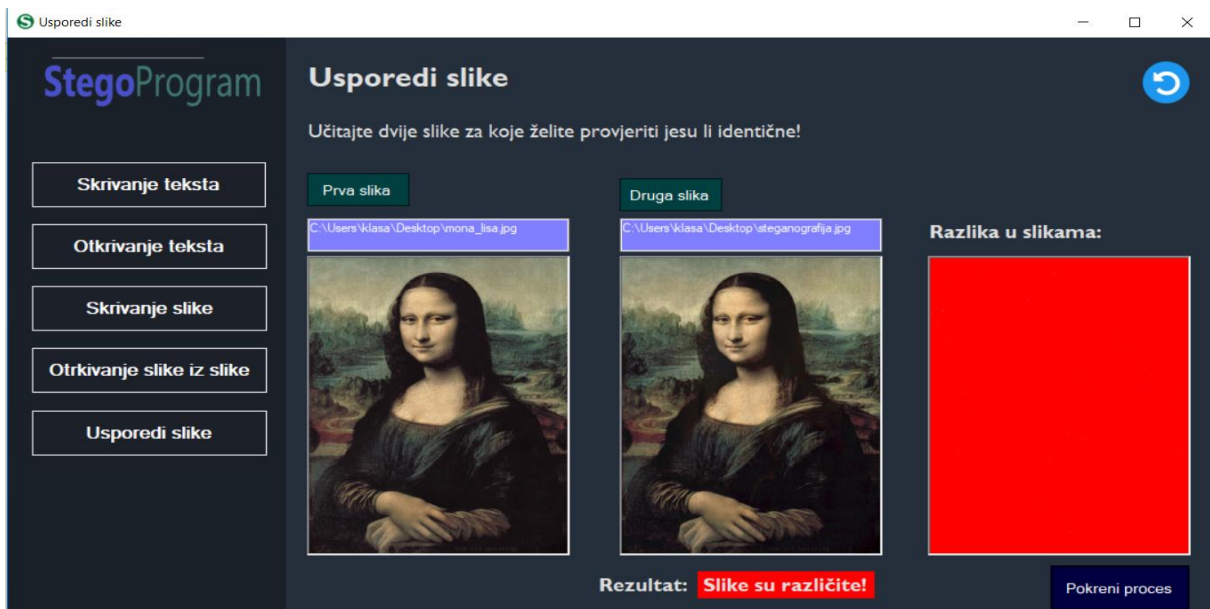 Usporedi slike
StegoProgram
Skrivanje teksta
Otkrivanje teksta
Skrivanje slike
Otrkivanje slike iz slike
Usporedi slike
Usporedi slike
Učitajte dvije slike za koje želite provjeriti jesu li identične!
Prva slika
Druga slika
C:\Users\klasa\Desktop\mona_lisa.jpg
C:\Users\klasa\Desktop\steganografija.jpg
Razlika u slikama:
Rezultat: Slike su različite!
Pokreni proces